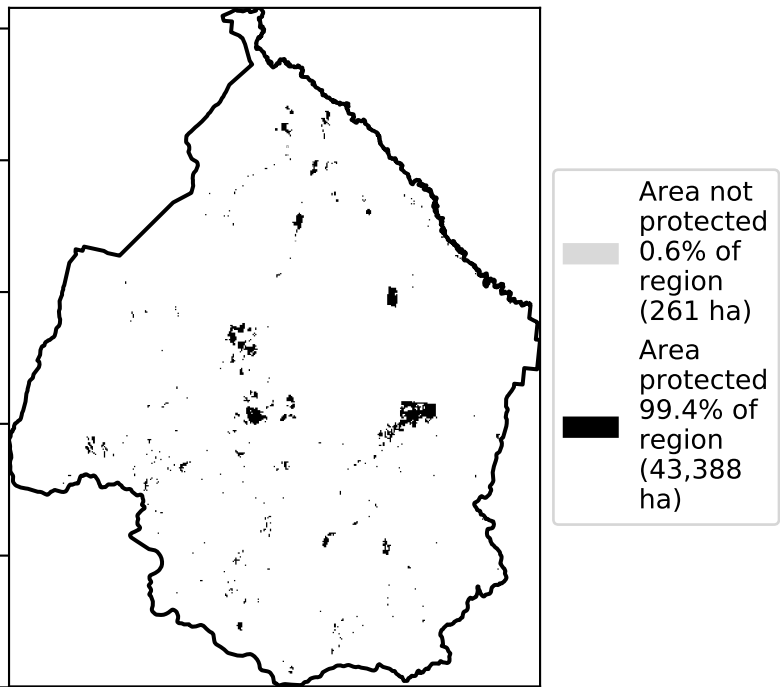 Area not
protected
0.6% of
region
(261 ha)
Area
protected
99.4% of
region
(43,388
ha)